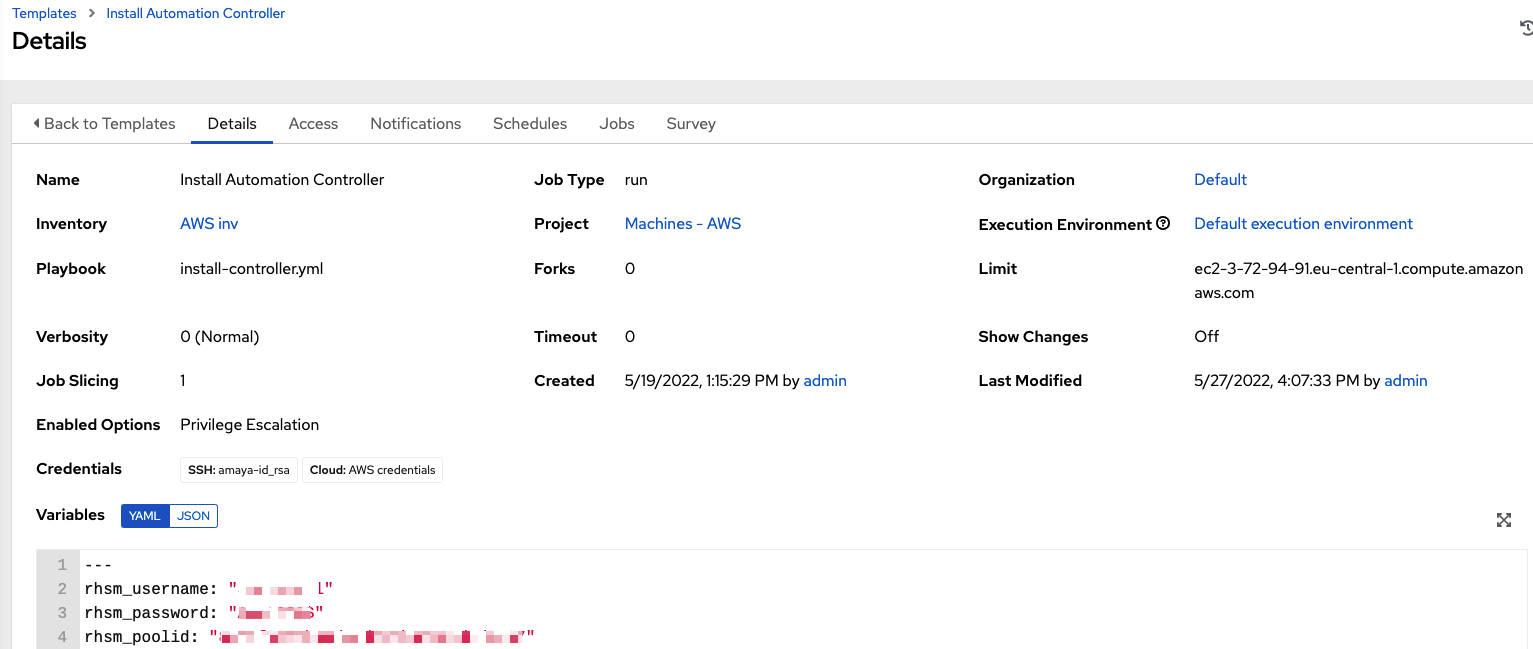 Templates > Install Automation Controller
Details
Back to Templates Details Access Notifications Schedules Jobs Survey
Name Install Automation Controller Job Type run Organization Default
Inventory AWS inv Project Machines - AWS Execution Environment Default execution environment
Playbook install-controller.yml Forks 0 Limit ec2-3-72-94-91.eu-central-1.compute.amazon
aws.com
Verbosity 0 (Normal) Timeout 0 Show Changes Off
Job Slicing 1 Created 5/19/2022, 1:15:29 PM by admin Last Modified 5/27/2022, 4:07:33 PM by admin
Enabled Options Privilege Escalation
Credentials SSH: amaya-id_rsa Cloud: AWS credentials
Variables YAML JSON
1 ---
2 rhsm_username: "
3 rhsm_password: "
4 rhsm_poolid: "